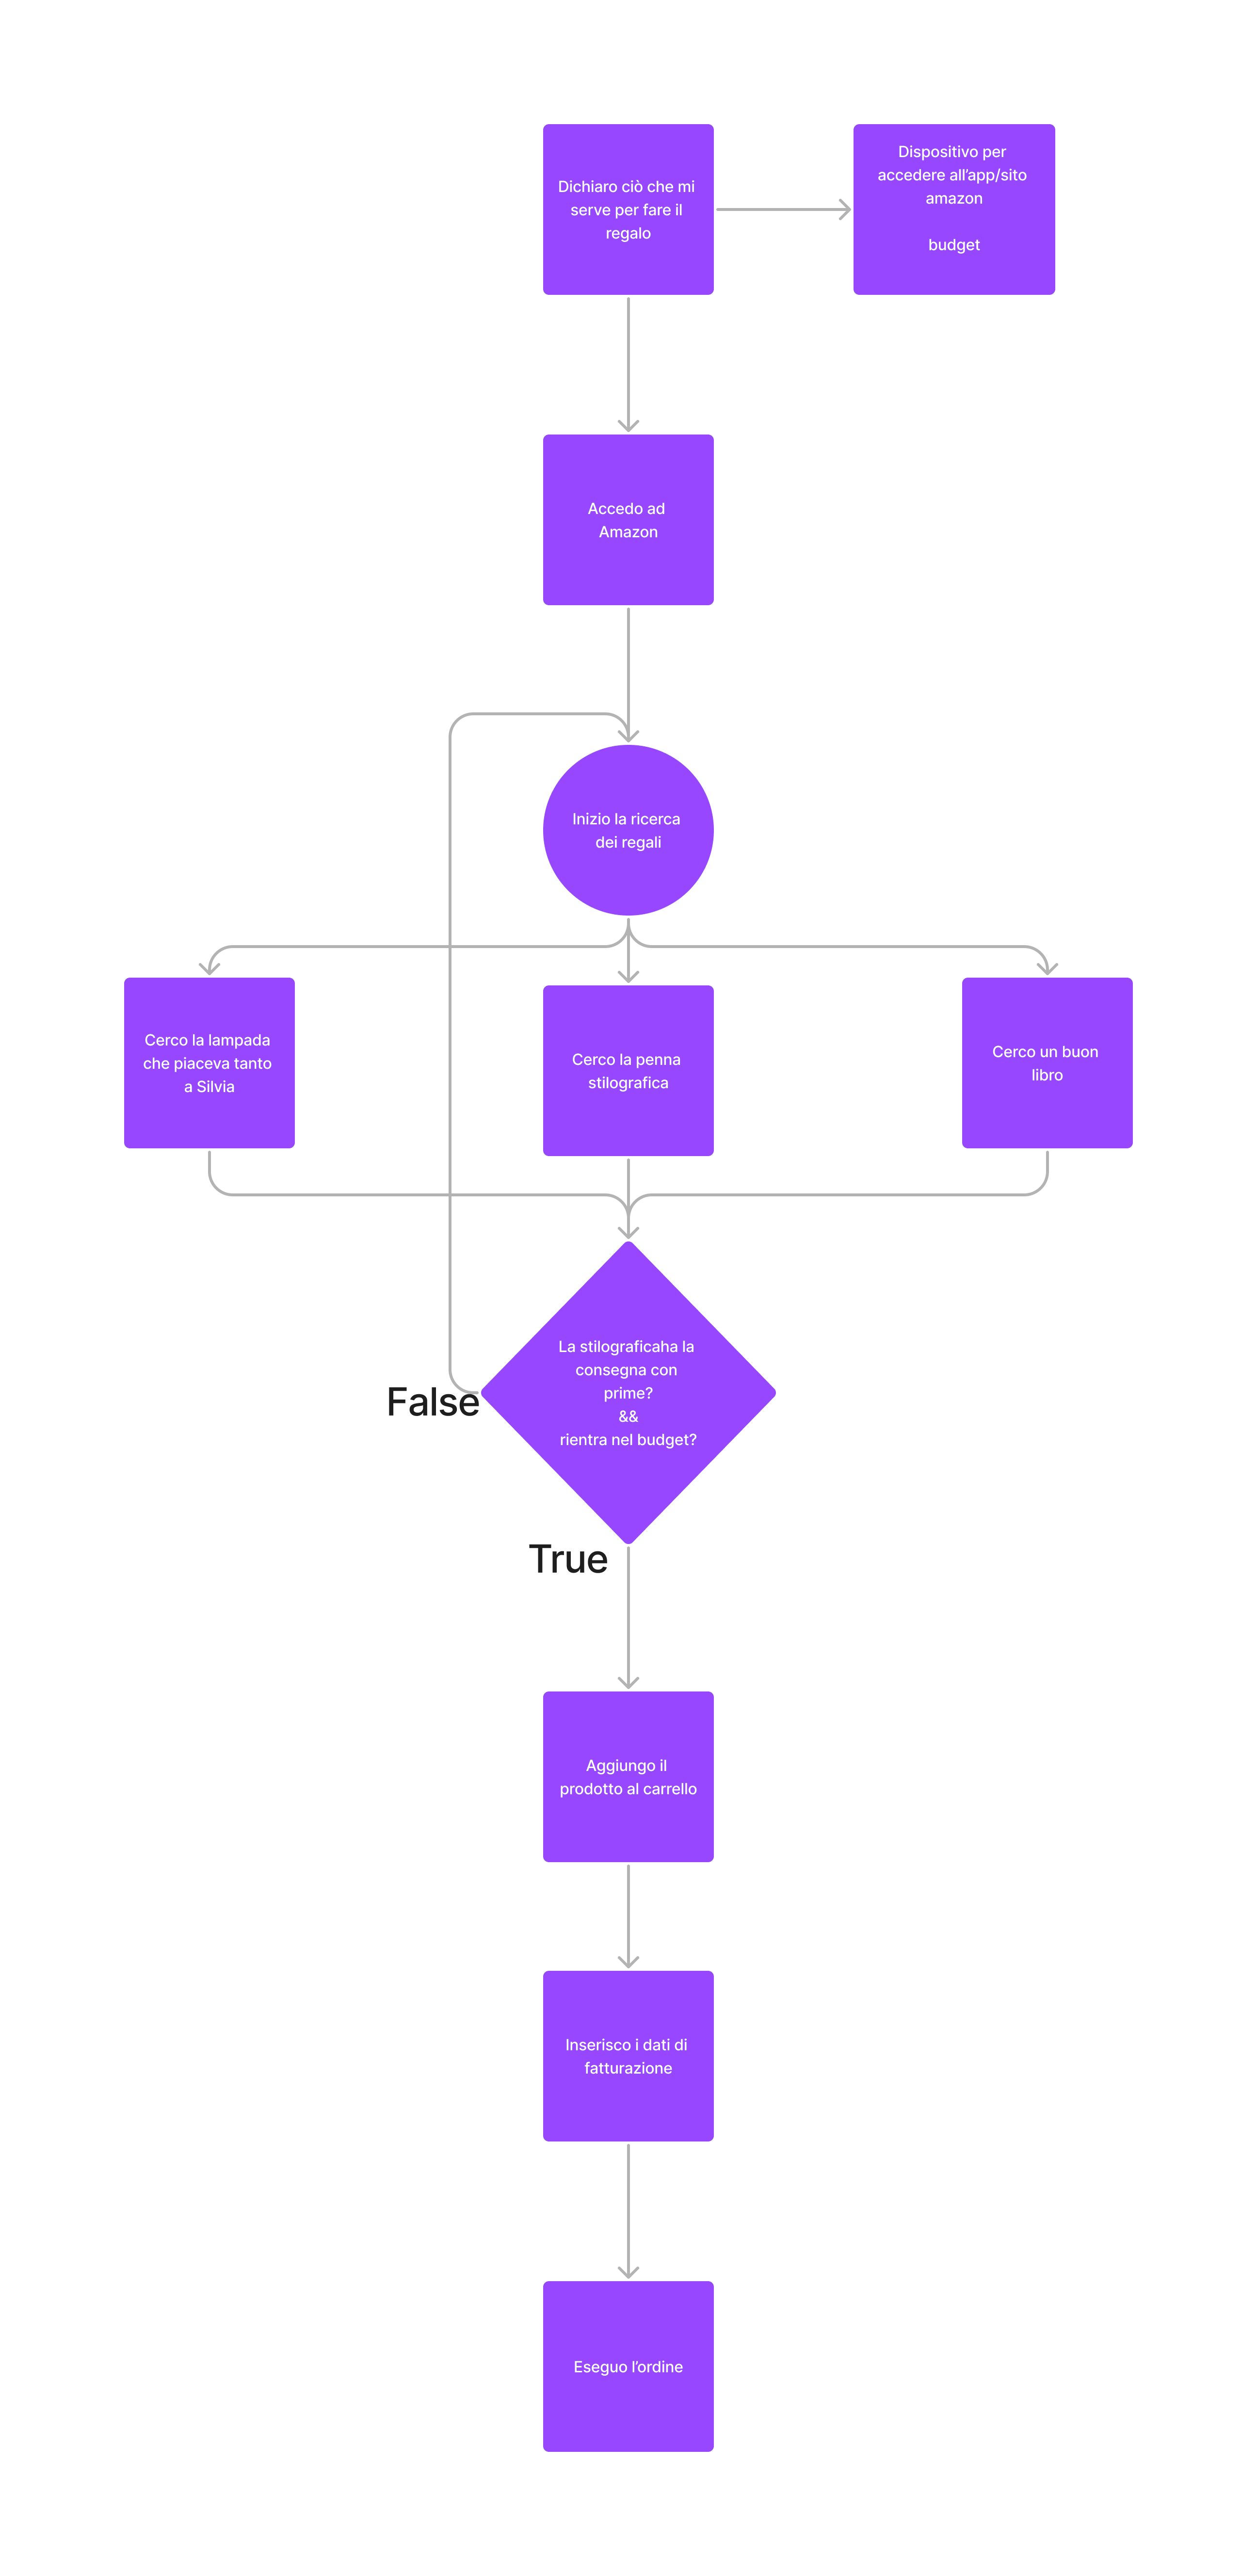 Dichiaro ciò che mi
serve per fare il
regalo
Dispositivo per
accedere all’app/sito
amazon
budget
Accedo ad
Amazon
Inizio la ricerca
dei regali
Cerco la lampada
che piaceva tanto
a Silvia
Cerco la penna
stilografica
Cerco un buon
libro
La stilograficaha la
consegna con
prime?
&&
rientra nel budget?
False
True
Aggiungo il
prodotto al carrello
Inserisco i dati di
fatturazione
Eseguo l’ordine